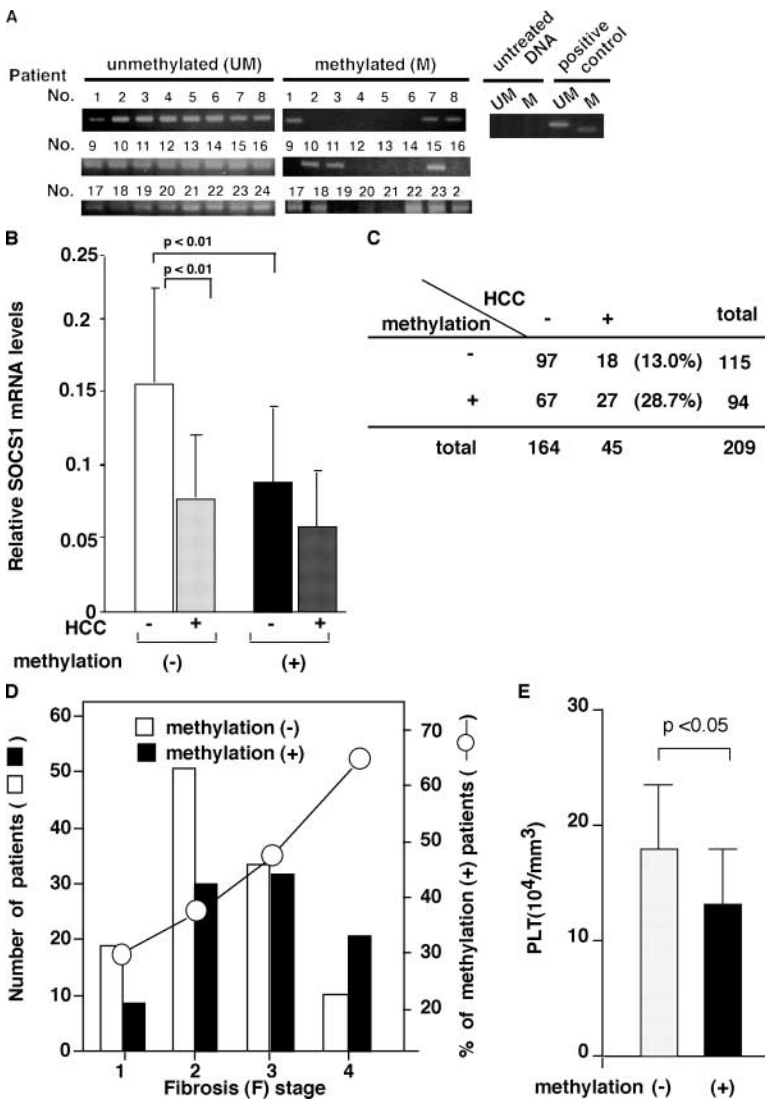 A
unmethylated (UM)
methylated (M)
untreated DNA
positive control
Patient
No. 1 2 3 4 5 6 7 8
1 2 3 4 5 6 7 8
UM M UM M
No. 9 10 11 12 13 14 15 16
9 10 11 12 13 14 15 16
No. 17 18 19 20 21 22 23 24
17 18 19 20 21 22 23 2
B
p < 0.01
p < 0.01
Relative SOCS1 mRNA levels
0.25
0.2
0.15
0.1
0.05
0
HCC - + - +
methylation (-) (+)
C
HCC
methylation
- + total
- 97 18 (13.0%) 115
+ 67 27 (28.7%) 94
total 164 45 209
D
methylation (-)
methylation (+)
Number of patients ( )
60
50
40
30
20
10
0
% of methylation (+) patients ( )
70
60
50
40
30
20
1 2 3 4
Fibrosis (F) stage
E
p <0.05
PLT(10⁴/mm³)
30
20
10
0
methylation (-) (+)